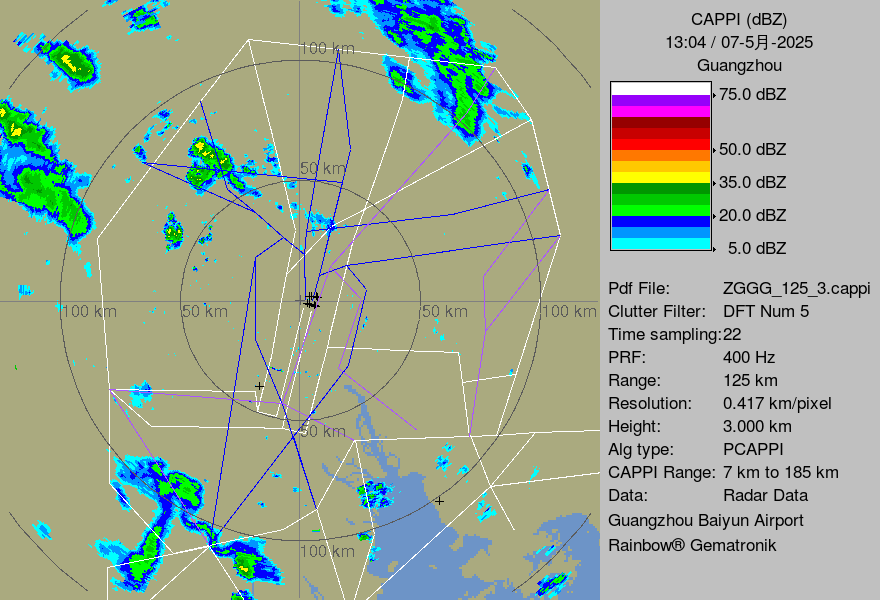 CAPPI (dBZ)
13:04 / 07-5月-2025
Guangzhou
75.0 dBZ
50.0 dBZ
35.0 dBZ
20.0 dBZ
5.0 dBZ
Pdf File: ZGGG_125_3.cappi
Clutter Filter: DFT Num 5
Time sampling:22
PRF: 400 Hz
Range: 125 km
Resolution: 0.417 km/pixel
Height: 3.000 km
Alg type: PCAPPI
CAPPI Range: 7 km to 185 km
Data: Radar Data
Guangzhou Baiyun Airport
Rainbow® Gematronik
100 km
50 km
100 km
50 km
50 km
100 km
50 km
100 km